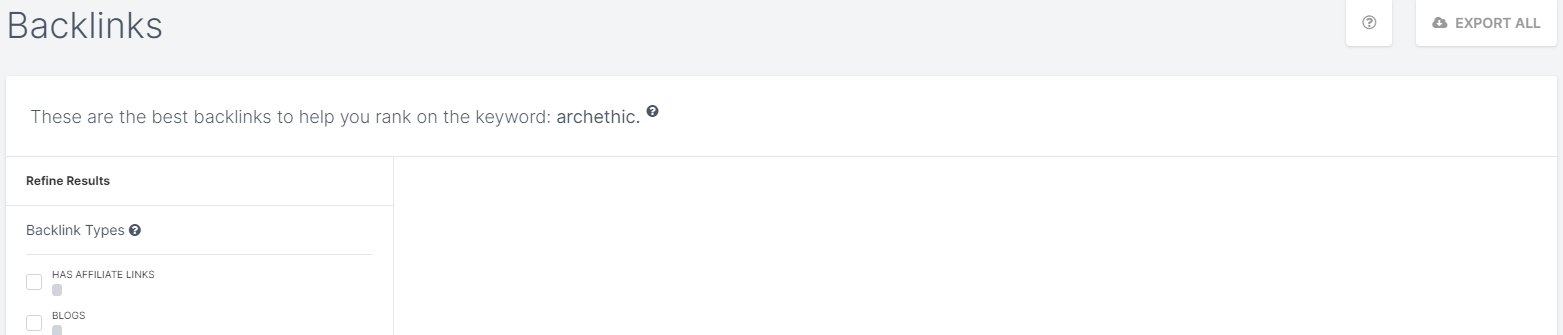 Backlinks
EXPORT ALL
These are the best backlinks to help you rank on the keyword: archethic.
Refine Results
Backlink Types
HAS AFFILIATE LINKS
BLOGS